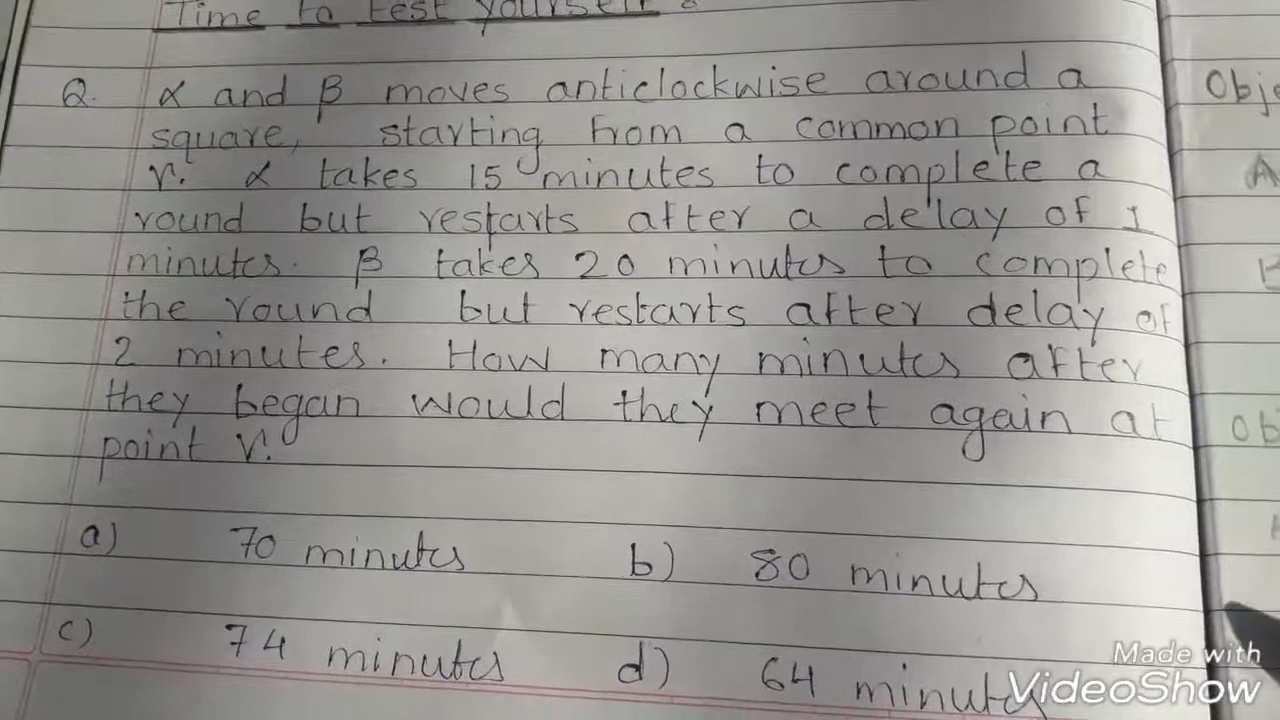 Time to test yourself
Q. α and β moves anticlockwise around a
square, starting from a common point
r. α takes 15 minutes to complete a
round but restarts after a delay of 1
minutes. β takes 20 minutes to complete
the round but restarts after delay of
2 minutes. How many minutes after
they began would they meet again at
point r.
a) 70 minutes b) 80 minutes
c) 74 minutes d) 64 minutes
Made with
VideoShow